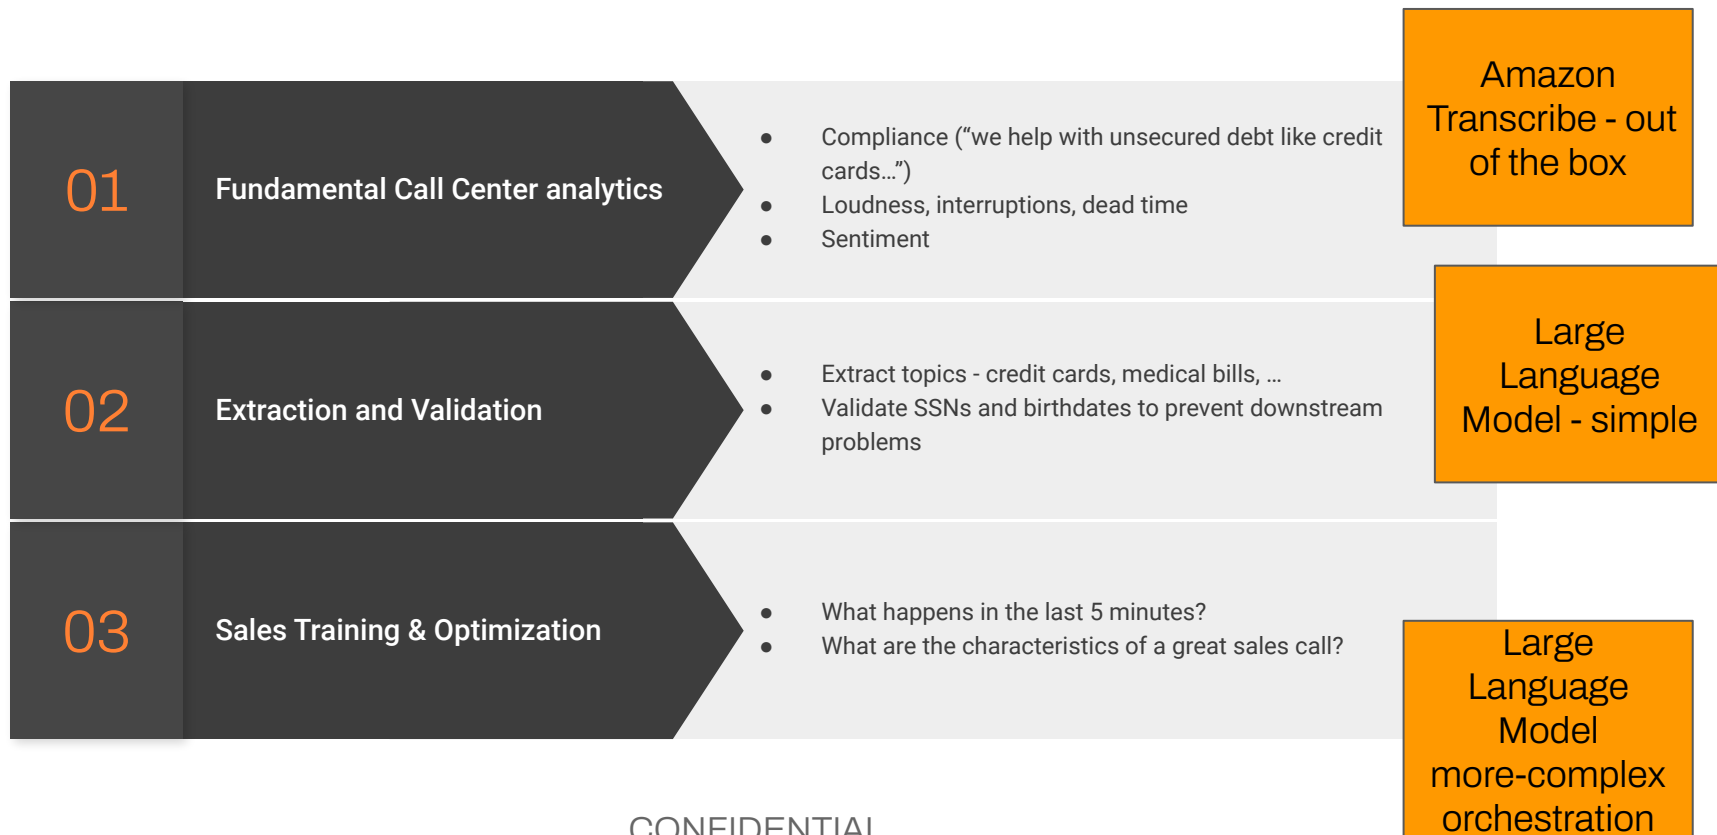 01
Fundamental Call Center analytics
● Compliance (“we help with unsecured debt like credit
cards…”)
● Loudness, interruptions, dead time
● Sentiment
Amazon
Transcribe - out
of the box
02
Extraction and Validation
● Extract topics - credit cards, medical bills, …
● Validate SSNs and birthdates to prevent downstream
problems
Large
Language
Model - simple
03
Sales Training & Optimization
● What happens in the last 5 minutes?
● What are the characteristics of a great sales call?
Large
Language
Model
more-complex
orchestration
CONFIDENTIAL